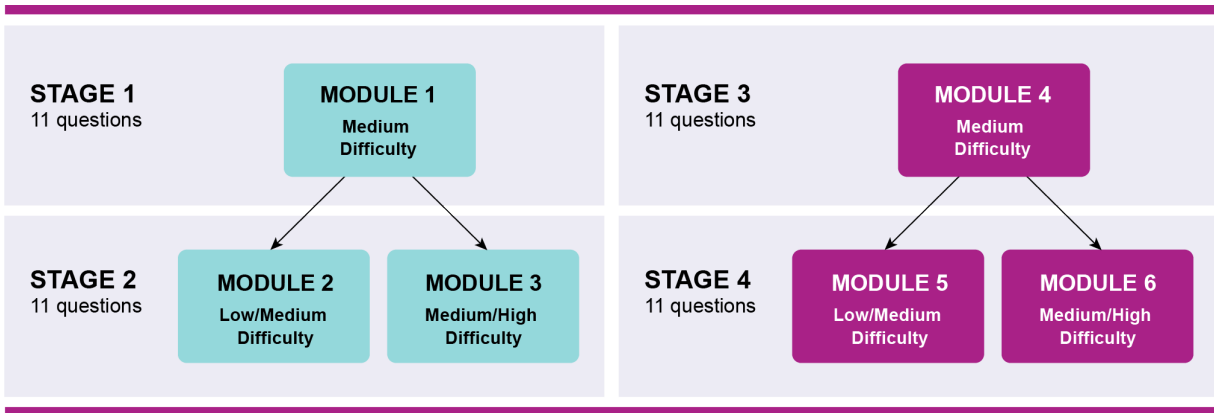 STAGE 1
11 questions
MODULE 1
Medium
Difficulty
STAGE 2
11 questions
MODULE 2
Low/Medium
Difficulty
MODULE 3
Medium/High
Difficulty
STAGE 3
11 questions
MODULE 4
Medium
Difficulty
STAGE 4
11 questions
MODULE 5
Low/Medium
Difficulty
MODULE 6
Medium/High
Difficulty